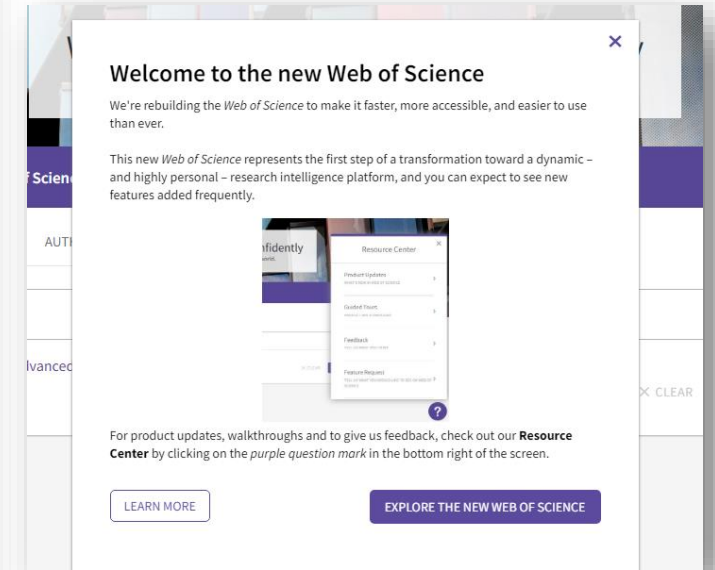 Welcome to the new Web of Science
We're rebuilding the Web of Science to make it faster, more accessible, and easier to use
than ever.
This new Web of Science represents the first step of a transformation toward a dynamic –
and highly personal – research intelligence platform, and you can expect to see new
features added frequently.
Resource Center
Product Updates
Guided Tours
Feedback
Feature Request
?
For product updates, walkthroughs and to give us feedback, check out our Resource
Center by clicking on the purple question mark in the bottom right of the screen.
LEARN MORE
EXPLORE THE NEW WEB OF SCIENCE
CLEAR